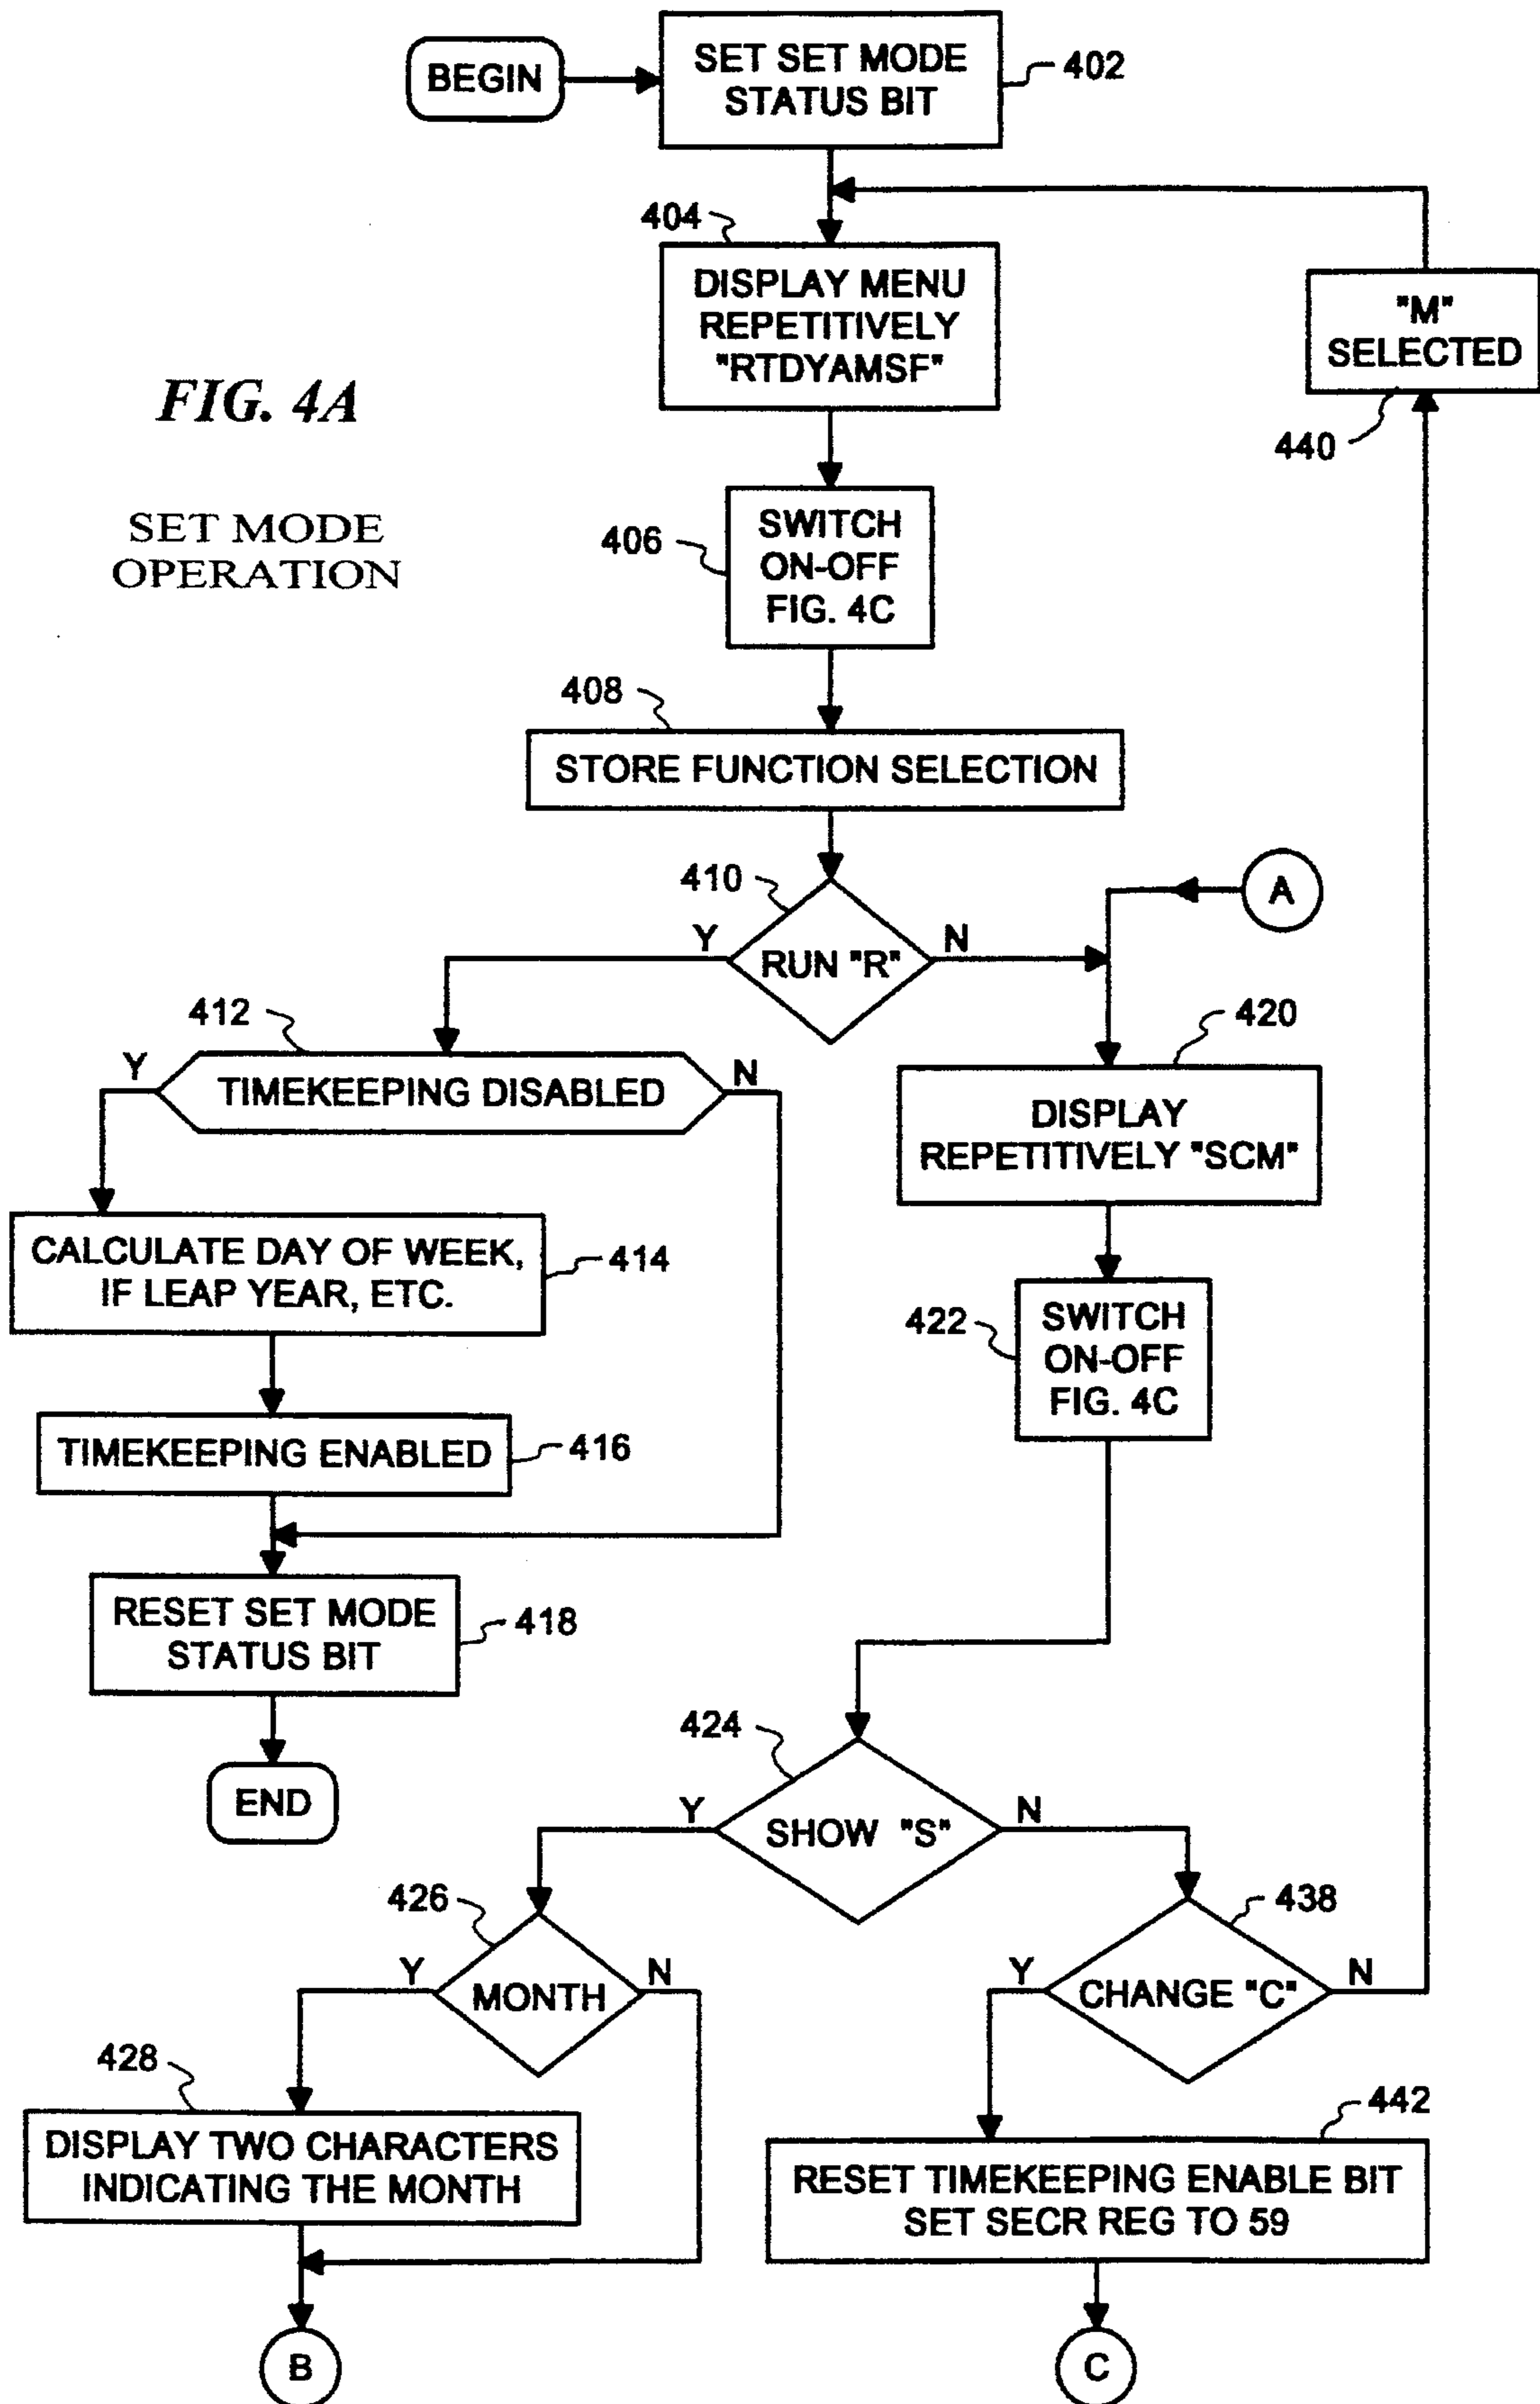 BEGIN
SET SET MODE
STATUS BIT
402
404
DISPLAY MENU
REPETITIVELY
"RTDYAMSF"
"M"
SELECTED
440
FIG. 4A
SET MODE
OPERATION
406
SWITCH
ON-OFF
FIG. 4C
408
STORE FUNCTION SELECTION
410
A
Y
RUN "R"
N
412
420
Y
TIMEKEEPING DISABLED
N
DISPLAY
REPETITIVELY "SCM"
CALCULATE DAY OF WEEK,
IF LEAP YEAR, ETC.
414
422
SWITCH
ON-OFF
FIG. 4C
TIMEKEEPING ENABLED
416
RESET SET MODE
STATUS BIT
418
END
424
Y
SHOW "S"
N
426
438
Y
MONTH
N
Y
CHANGE "C"
N
428
DISPLAY TWO CHARACTERS
INDICATING THE MONTH
442
RESET TIMEKEEPING ENABLE BIT
SET SECR REG TO 59
B
C